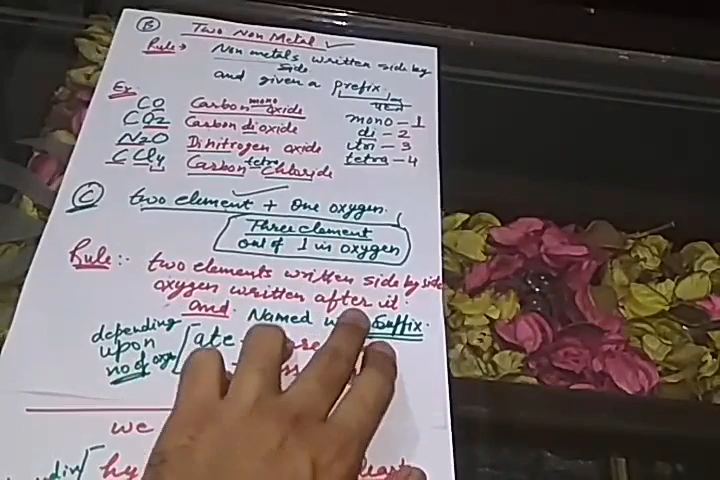 B Two Non Metal ✓
Rule → Non metals written side by
side
and given a prefix
Ex
CO Carbon mono oxide
CO2 Carbon dioxide
N2O Dinitrogen oxide
CCl4 Carbon tetra Chloride
mono - 1
di - 2
tri - 3
tetra - 4
C two element + One oxygen.
Three element
out of 1 is oxygen
Rule :- two elements written side by side
oxygen written after it.
and. Named Suffix.
depending
upon
no of
ate
we
hy